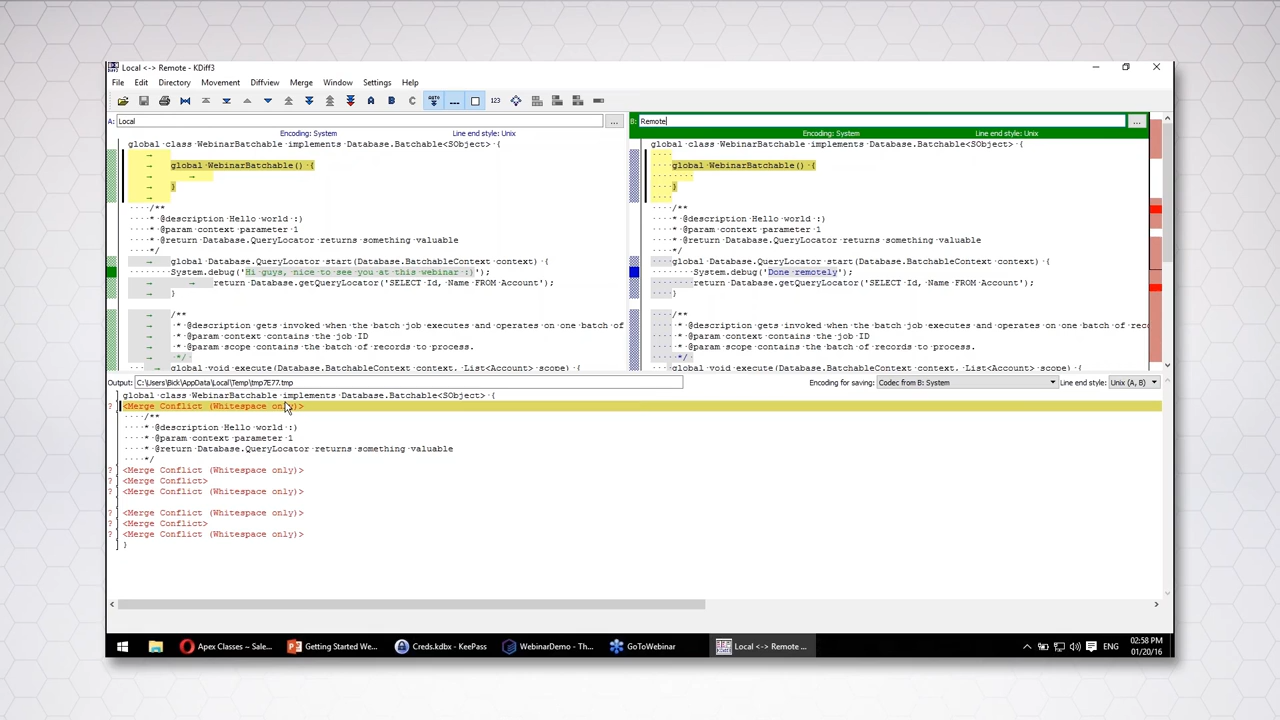 Local <-> Remote - KDiff3
File Edit Directory Movement Diffview Merge Window Settings Help
A B C GOTO 123
A: Local ... B: Remote ...
Encoding: System Line end style: Unix Encoding: System Line end style: Unix
global·class·WebinarBatchable·implements·Database.Batchable<SObject>·{
global·WebinarBatchable()·{
}
····/**
····*·@description·Hello·world·:)
····*·@param·context·parameter·1
····*·@return·Database.QueryLocator·returns·something·valuable
····*/
global·Database.QueryLocator·start(Database.BatchableContext·context)·{
········System.debug('Hi·guys,·nice·to·see·you·at·this·webinar·:)');
return·Database.getQueryLocator('SELECT·Id,·Name·FROM·Account');
}
/**
·*·@description·gets·invoked·when·the·batch·job·executes·and·operates·on·one·batch·of
·*·@param·context·contains·the·job·ID
·*·@param·scope·contains·the·batch·of·records·to·process.
·*/
global·void·execute(Database.BatchableContext·context,·List<Account>·scope)·{
global·class·WebinarBatchable·implements·Database.Batchable<SObject>·{
····
····global·WebinarBatchable()·{
········
····}
····
····/**
····*·@description·Hello·world·:)
····*·@param·context·parameter·1
····*·@return·Database.QueryLocator·returns·something·valuable
····*/
····global·Database.QueryLocator·start(Database.BatchableContext·context)·{
········System.debug('Done·remotely');
········return·Database.getQueryLocator('SELECT·Id,·Name·FROM·Account');
····}
····/**
·····*·@description·gets·invoked·when·the·batch·job·executes·and·operates·on·one·batch·of·rec
·····*·@param·context·contains·the·job·ID
·····*·@param·scope·contains·the·batch·of·records·to·process.
·····*/
····global·void·execute(Database.BatchableContext·context,·List<Account>·scope)·{
Output: C:\Users\Bick\AppData\Local\Temp\tmp7E77.tmp Encoding for saving: Codec from B: System Line end style: Unix (A, B)
global·class·WebinarBatchable·implements·Database.Batchable<SObject>·{
? <Merge Conflict (Whitespace only)>
····/**
····*·@description·Hello·world·:)
····*·@param·context·parameter·1
····*·@return·Database.QueryLocator·returns·something·valuable
····*/
? <Merge Conflict (Whitespace only)>
? <Merge Conflict>
? <Merge Conflict (Whitespace only)>
? <Merge Conflict (Whitespace only)>
? <Merge Conflict>
? <Merge Conflict (Whitespace only)>
}
Apex Classes ~ Sale... Getting Started We... Creds.kdbx - KeePass WebinarDemo - Th... GoToWebinar Local <-> Remote ... ENG 02:58 PM
01/20/16